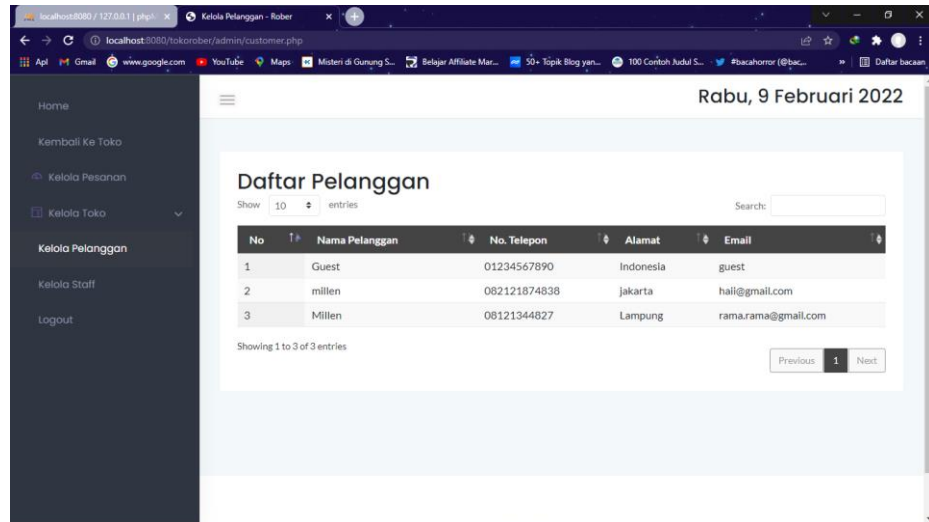 localhost:8080 / 127.0.0.1 | php
Kelola Pelanggan - Rober
localhost:8080/tokorober/admin/customer.php
Apl Gmail www.google.com YouTube Maps Misteri di Gunung S... Belajar Affiliate Mar... 50+ Topik Blog yan... 100 Contoh Judul S... #bacahorror (@bac... » Daftar bacaan
Rabu, 9 Februari 2022
Home
Kembali Ke Toko
Kelola Pesanan
Kelola Toko
Kelola Pelanggan
Kelola Staff
Logout
Daftar Pelanggan
Show 10 entries
Search:
No Nama Pelanggan No. Telepon Alamat Email
1 Guest 01234567890 Indonesia guest
2 millen 082121874838 jakarta haii@gmail.com
3 Millen 08121344827 Lampung rama.rama@gmail.com
Showing 1 to 3 of 3 entries
Previous 1 Next